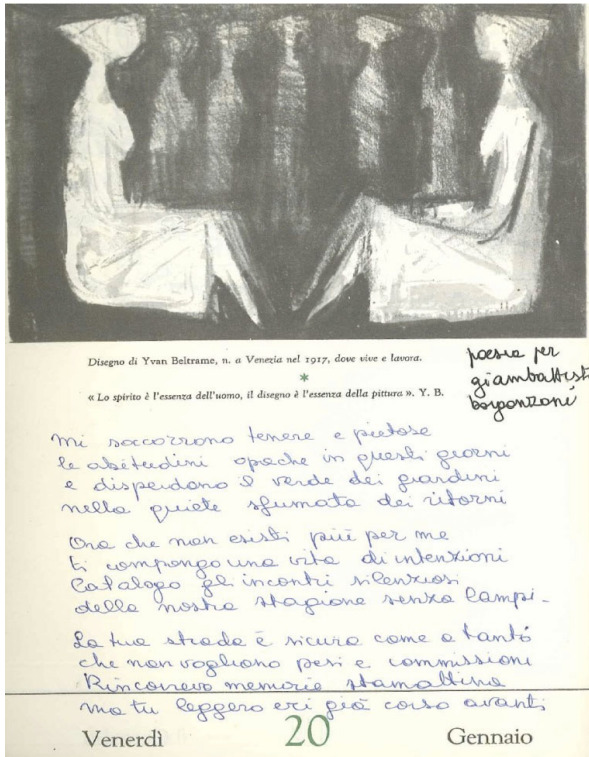 Disegno di Yvan Beltrame, n. a Venezia nel 1917, dove vive e lavora.
*
« Lo spirito è l'essenza dell'uomo, il disegno è l'essenza della pittura ». Y. B.
poesia per
giambattist
bosponzoni
mi soccorrono tenere e pietose
le abitudini opache in questi giorni
e disperdono il verde dei giardini
nella quiete sfumata dei ritorni
Ora che non esisti più per me
ti compongo una vita di intenzioni
Catalogo gli incontri silenziosi
della nostra stagione senza lampi -
La tua strada è sicura come a tanti
che non vogliono pesi e commissioni
Rincorrevo memorie stamattina
ma tu leggero eri già corso avanti
Venerdì 20 Gennaio